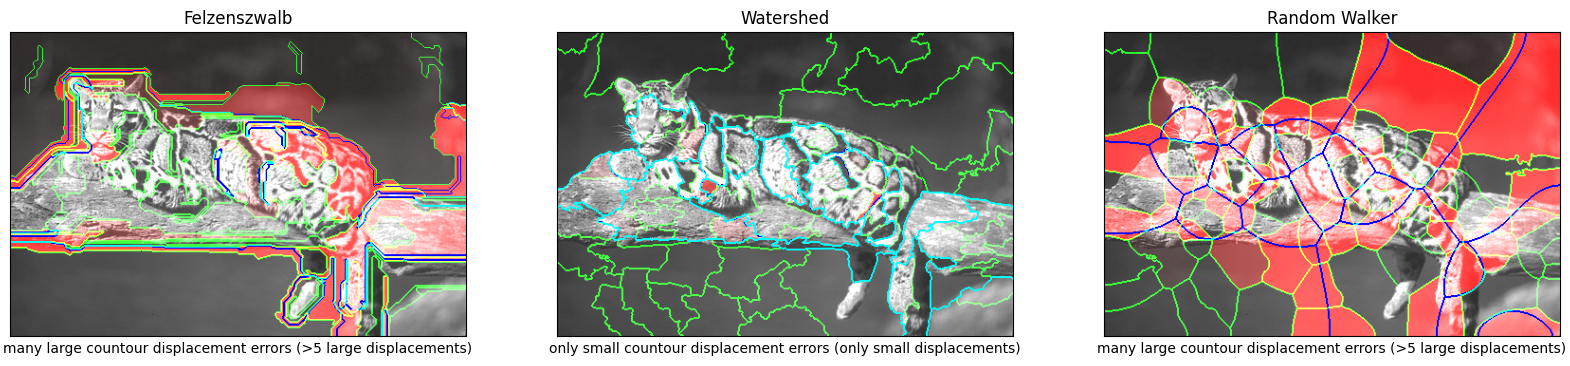 Felzenszwalb
Watershed
Random Walker
many large countour displacement errors (>5 large displacements)
only small countour displacement errors (only small displacements)
many large countour displacement errors (>5 large displacements)